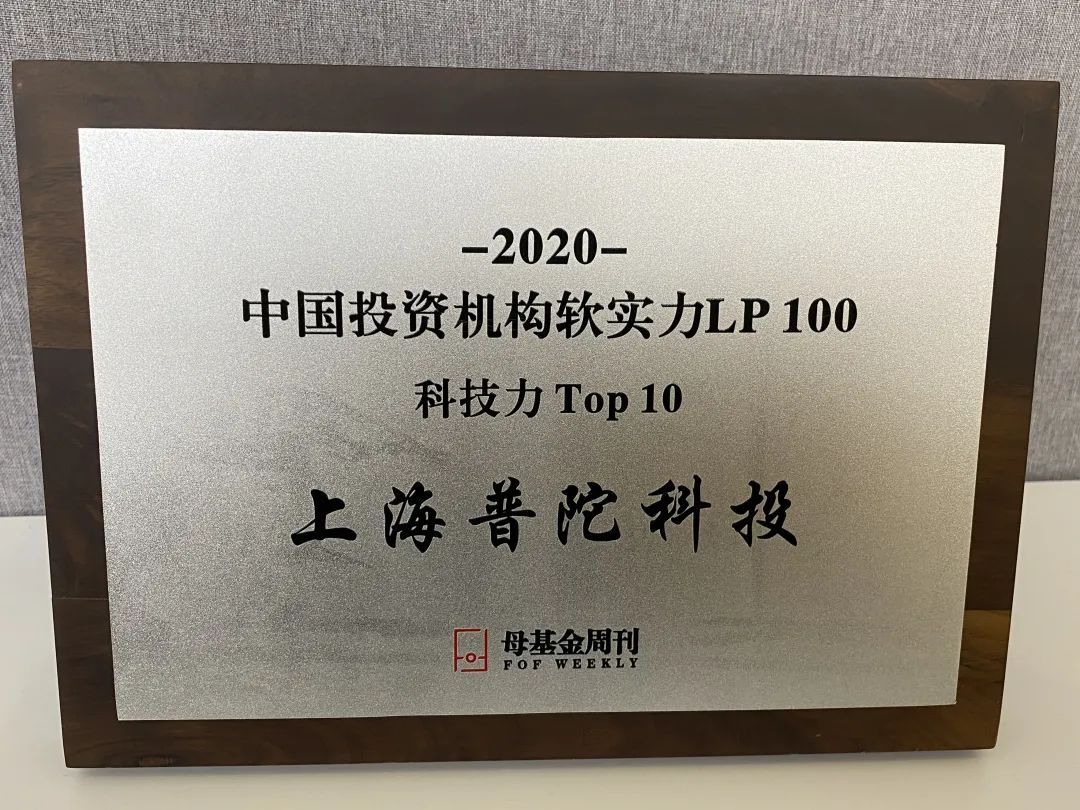 -2020-
中国投资机构软实力LP 100
科技力 Top 10
上海普陀科投
母基金周刊
FOF WEEKLY